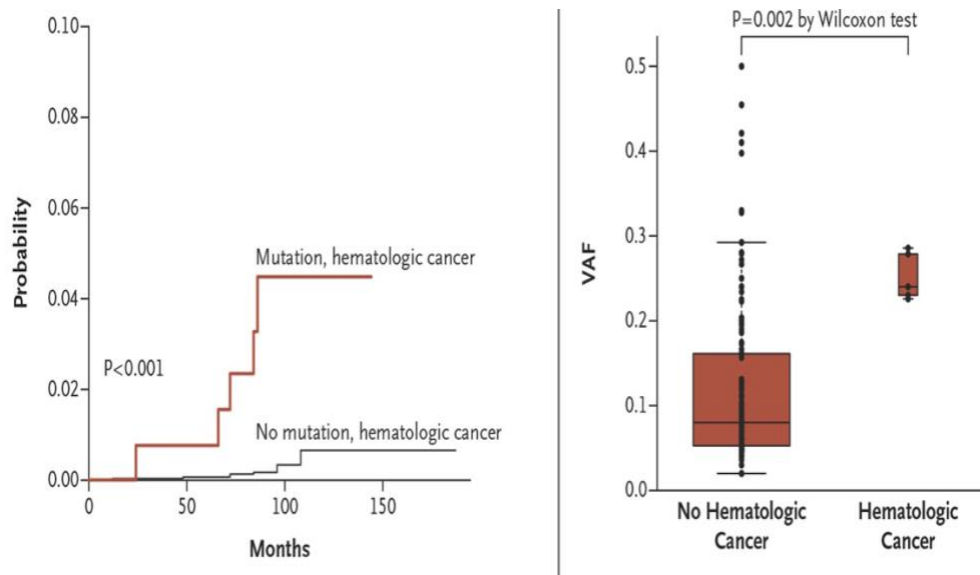 0.10
0.08
0.06
0.04
0.02
0.00
Probability
Mutation, hematologic cancer
P<0.001
No mutation, hematologic cancer
0
50
100
150
Months
P=0.002 by Wilcoxon test
0.5
0.4
0.3
0.2
0.1
0.0
VAF
No Hematologic
Cancer
Hematologic
Cancer